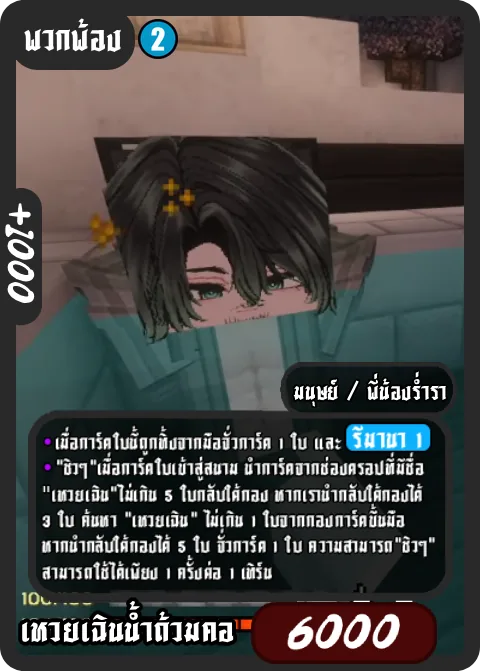 พวกพ้อง 2
+1000
มนุษย์ / พี่น้องร่ำรา
• เมื่อการ์ดใบนี้ถูกทิ้งจากมือจั่วการ์ด 1 ใบ และ รีมานา 1
• "ชิวๆ"เมื่อการ์ดใบเข้าสู่สนาม นำการ์ดจากช่องดรอปที่มีชื่อ
"เหวยเฉิน"ไม่เกิน 5 ใบกลับใต้กอง หากเรานำกลับใต้กองได้
3 ใบ ค้นหา "เหวยเฉิน" ไม่เกิน 1 ใบจากกองการ์ดขึ้นมือ
หากนำกลับใต้กองได้ 5 ใบ จั่วการ์ด 1 ใบ ความสามารถ"ชิวๆ"
สามารถใช้ได้เพียง 1 ครั้งต่อ 1 เทิร์น
เหวยเฉินน้ำถ้วมคอ 6000